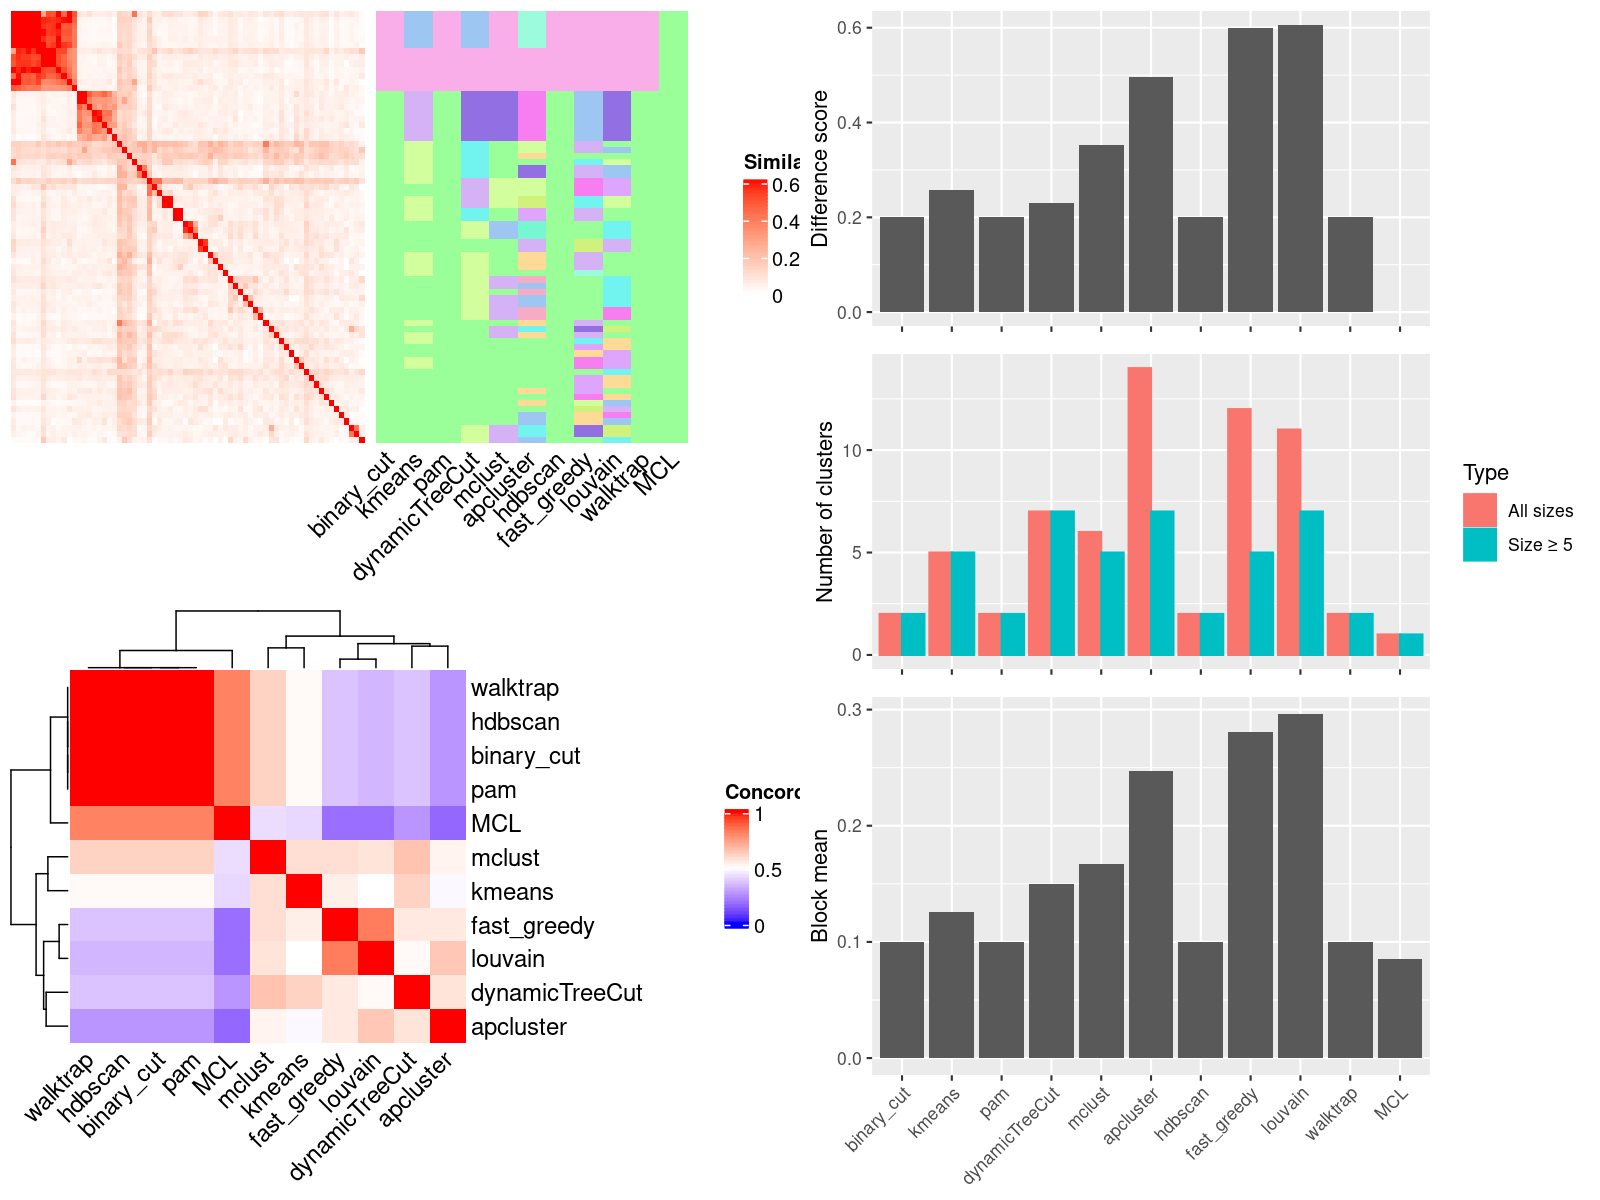 Simila
0.6
0.4
0.2
0
binary_cut
kmeans
pam
dynamicTreeCut
mclust
apcluster
hdbscan
fast_greedy
louvain
walktrap
MCL
walktrap
hdbscan
binary_cut
pam
MCL
mclust
kmeans
fast_greedy
louvain
dynamicTreeCut
apcluster
walktrap
hdbscan
binary_cut
pam
MCL
mclust
kmeans
fast_greedy
louvain
dynamicTreeCut
apcluster
Concord
1
0.5
0
Difference score
0.6
0.4
0.2
0.0
Number of clusters
10
5
0
Type
All sizes
Size ≥ 5
Block mean
0.3
0.2
0.1
0.0
binary_cut
kmeans
pam
dynamicTreeCut
mclust
apcluster
hdbscan
fast_greedy
louvain
walktrap
MCL